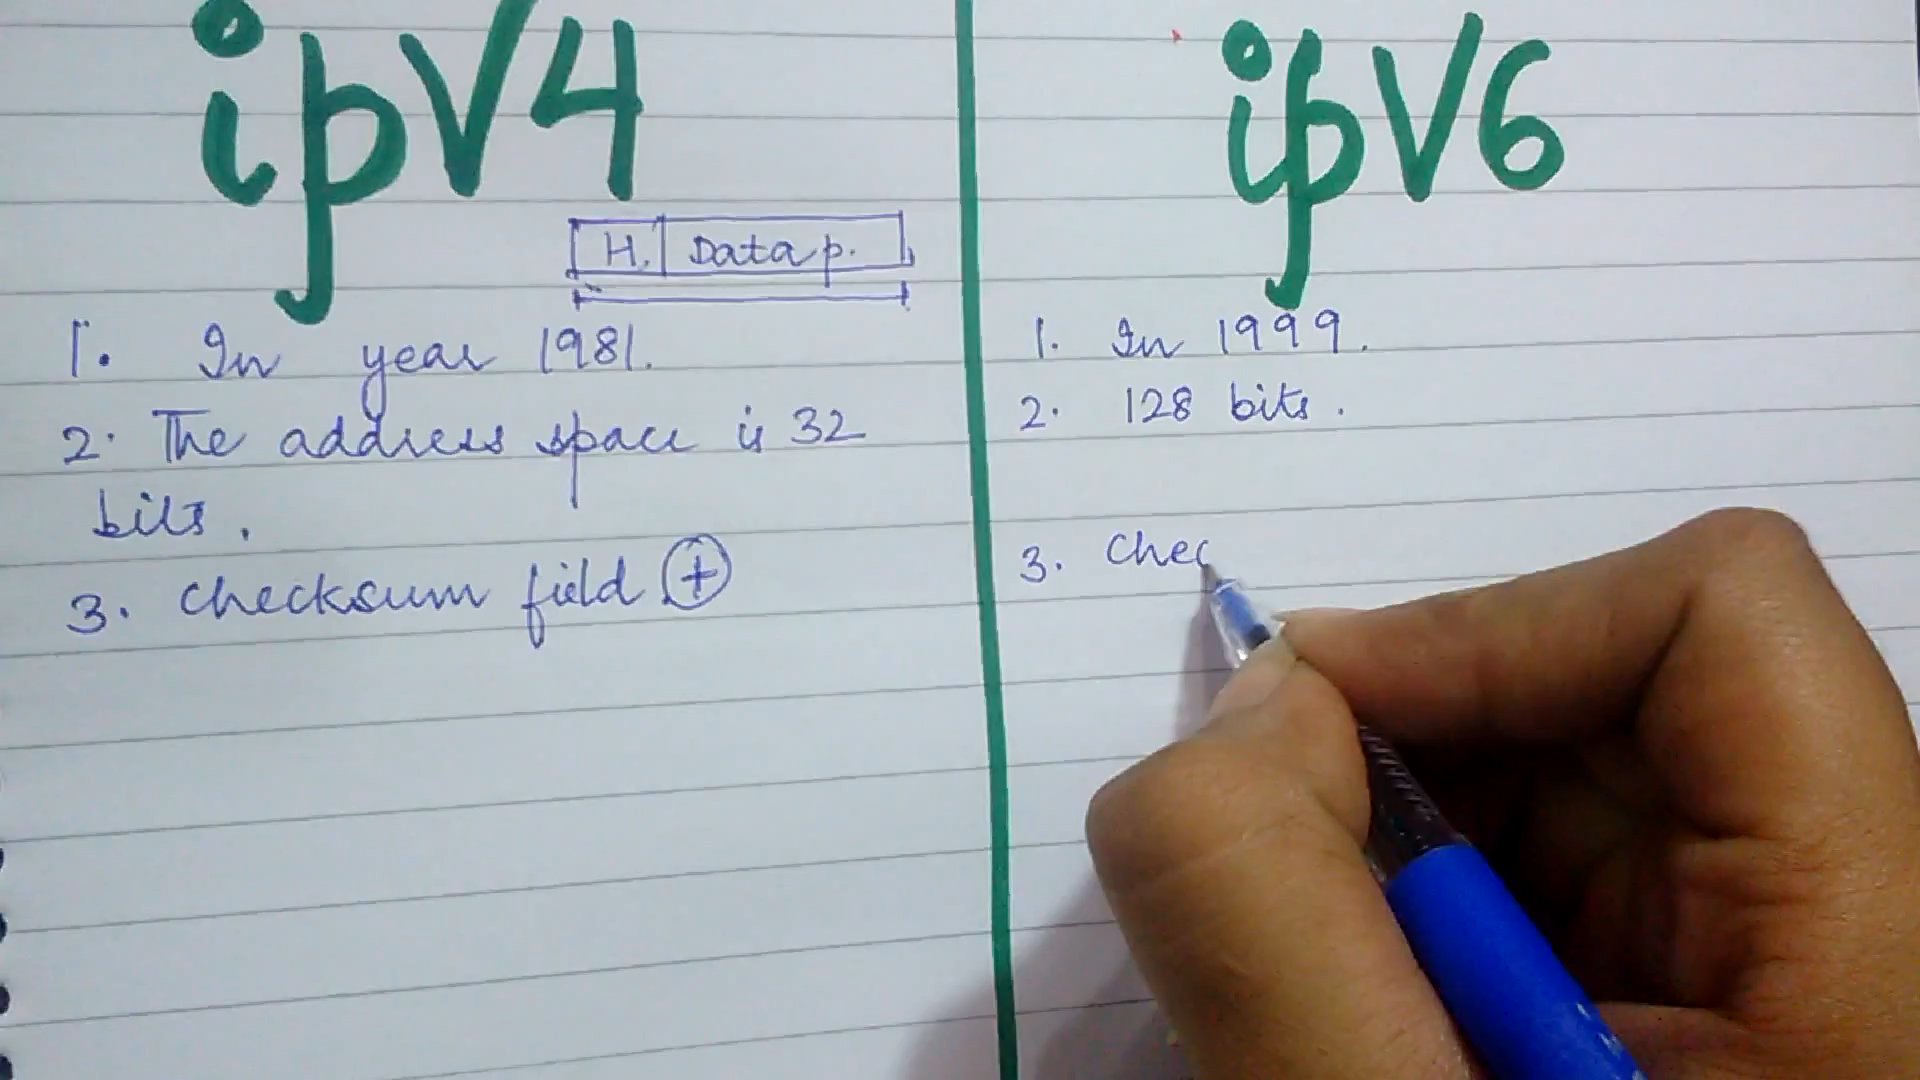 ipV4
H. Data p.
1. In year 1981.
2. The address space is 32
bits.
3. checksum field +
ipV6
1. In 1999.
2. 128 bits.
3. Chec